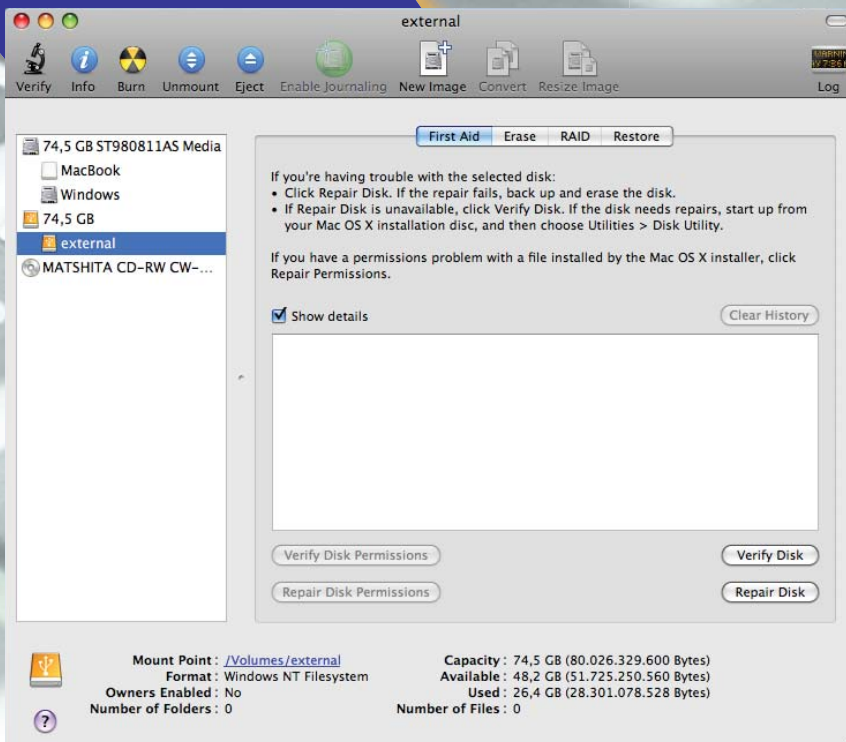 external
Verify Info Burn Unmount Eject Enable Journaling New Image Convert Resize Image Log
74,5 GB ST980811AS Media
MacBook
Windows
74,5 GB
external
MATSHITA CD-RW CW-...
First Aid Erase RAID Restore
If you're having trouble with the selected disk:
• Click Repair Disk. If the repair fails, back up and erase the disk.
• If Repair Disk is unavailable, click Verify Disk. If the disk needs repairs, start up from
your Mac OS X installation disc, and then choose Utilities > Disk Utility.
If you have a permissions problem with a file installed by the Mac OS X installer, click
Repair Permissions.
Show details
Clear History
Verify Disk Permissions
Verify Disk
Repair Disk Permissions
Repair Disk
Mount Point : /Volumes/external
Format : Windows NT Filesystem
Owners Enabled : No
Number of Folders : 0
Capacity : 74,5 GB (80.026.329.600 Bytes)
Available : 48,2 GB (51.725.250.560 Bytes)
Used : 26,4 GB (28.301.078.528 Bytes)
Number of Files : 0
?